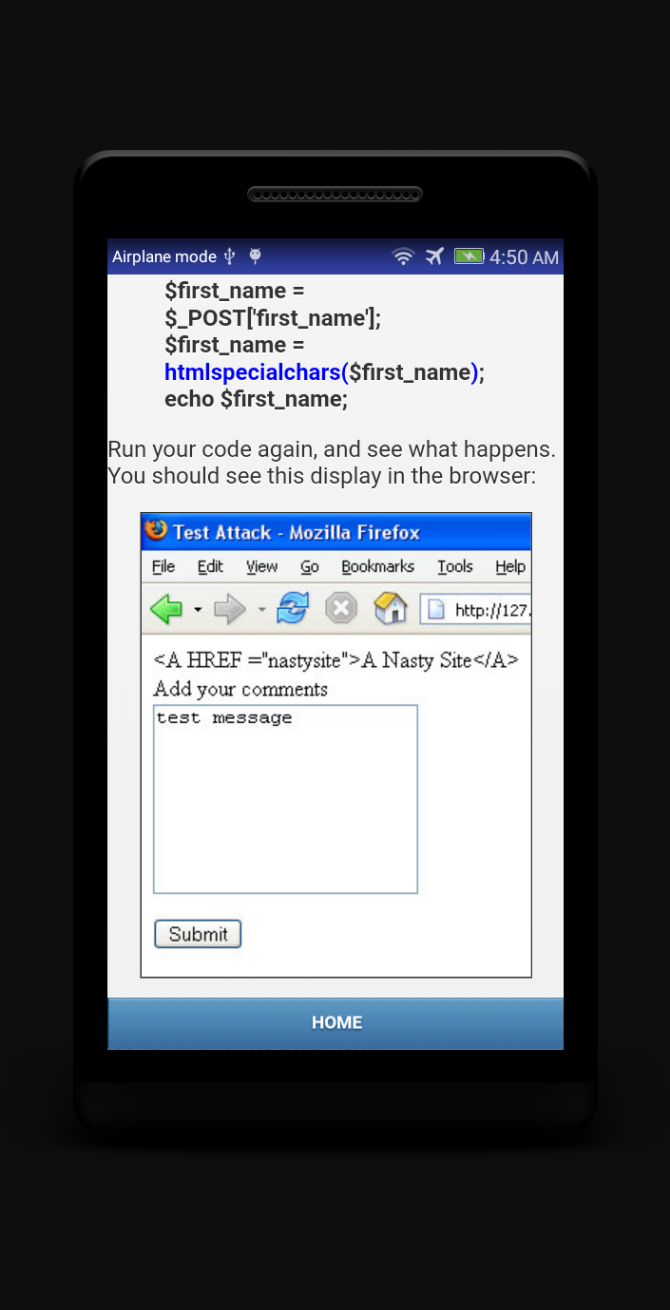 Airplane mode 4:50 AM
$first_name =
$_POST['first_name'];
$first_name =
htmlspecialchars($first_name);
echo $first_name;
Run your code again, and see what happens.
You should see this display in the browser:
Test Attack - Mozilla Firefox
File Edit View Go Bookmarks Tools Help
http://127.
<A HREF ="nastysite">A Nasty Site</A>
Add your comments
test message
Submit
HOME